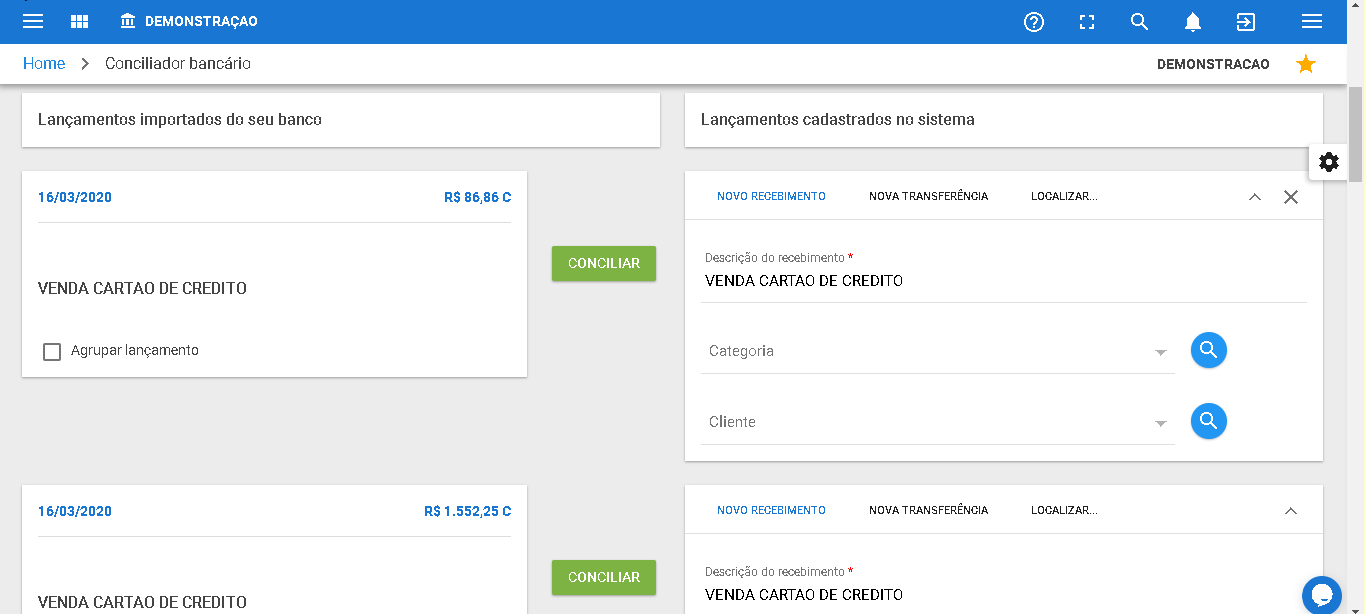 DEMONSTRAÇAO
Home > Conciliador bancário
DEMONSTRACAO
Lançamentos importados do seu banco
Lançamentos cadastrados no sistema
16/03/2020
R$ 86,86 C
VENDA CARTAO DE CREDITO
Agrupar lançamento
CONCILIAR
NOVO RECEBIMENTO
NOVA TRANSFERÊNCIA
LOCALIZAR...
Descrição do recebimento *
VENDA CARTAO DE CREDITO
Categoria
Cliente
16/03/2020
R$ 1.552,25 C
VENDA CARTAO DE CREDITO
CONCILIAR
NOVO RECEBIMENTO
NOVA TRANSFERÊNCIA
LOCALIZAR...
Descrição do recebimento *
VENDA CARTAO DE CREDITO